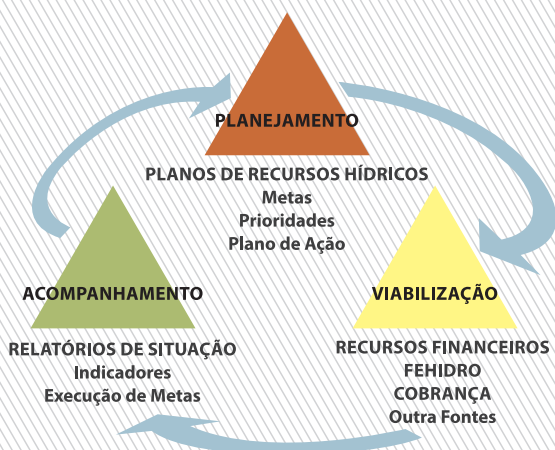 PLANEJAMENTO
PLANOS DE RECURSOS HÍDRICOS
Metas
Prioridades
Plano de Ação
ACOMPANHAMENTO
RELATÓRIOS DE SITUAÇÃO
Indicadores
Execução de Metas
VIABILIZAÇÃO
RECURSOS FINANCEIROS
FEHIDRO
COBRANÇA
Outra Fontes